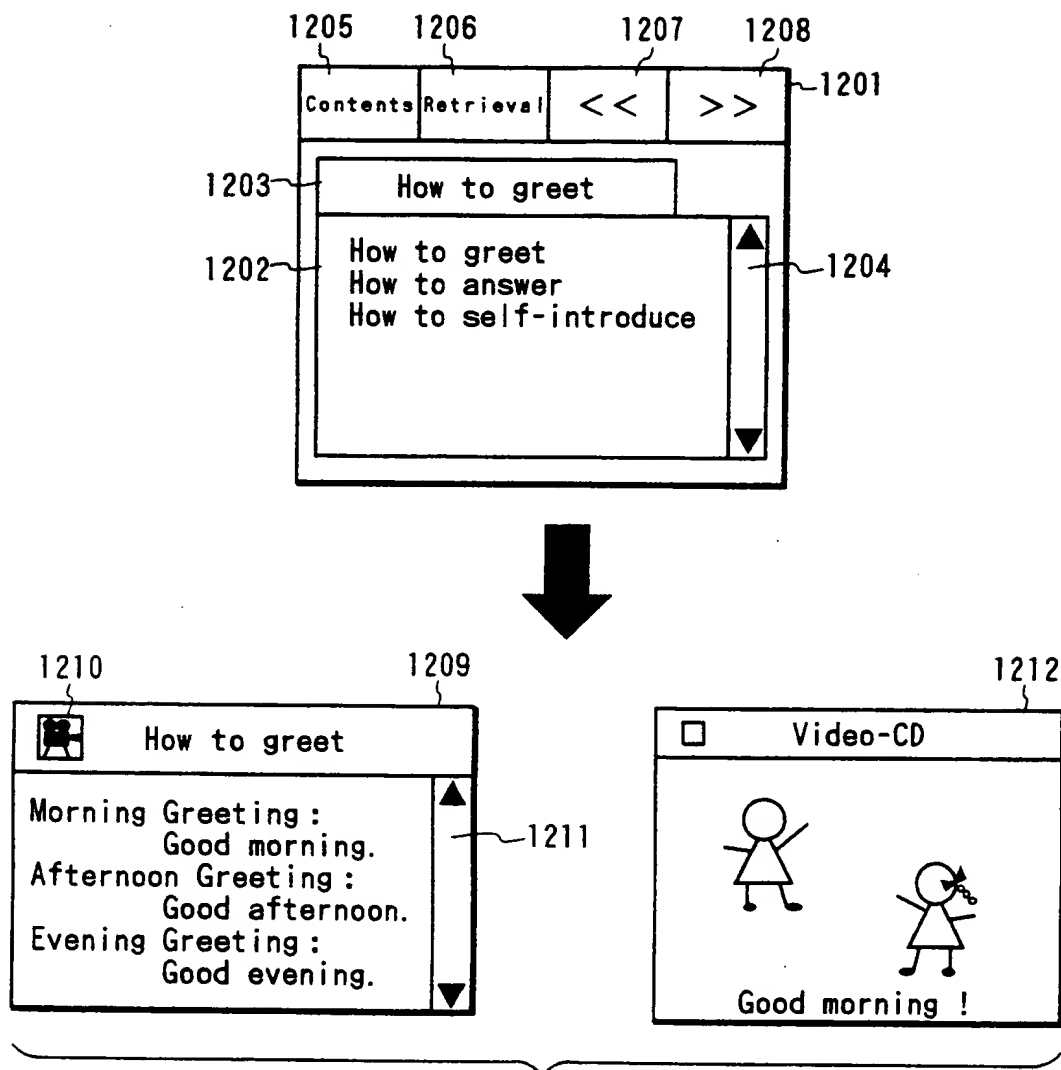 1205 1206 1207 1208
1201
Contents Retrieval << >>
1203 How to greet
1202 How to greet
1204
How to answer
How to self-introduce
1210 1209 1212
How to greet
Video-CD
Morning Greeting :
Good morning.
1211
Afternoon Greeting :
Good afternoon.
Evening Greeting :
Good evening.
Good morning !